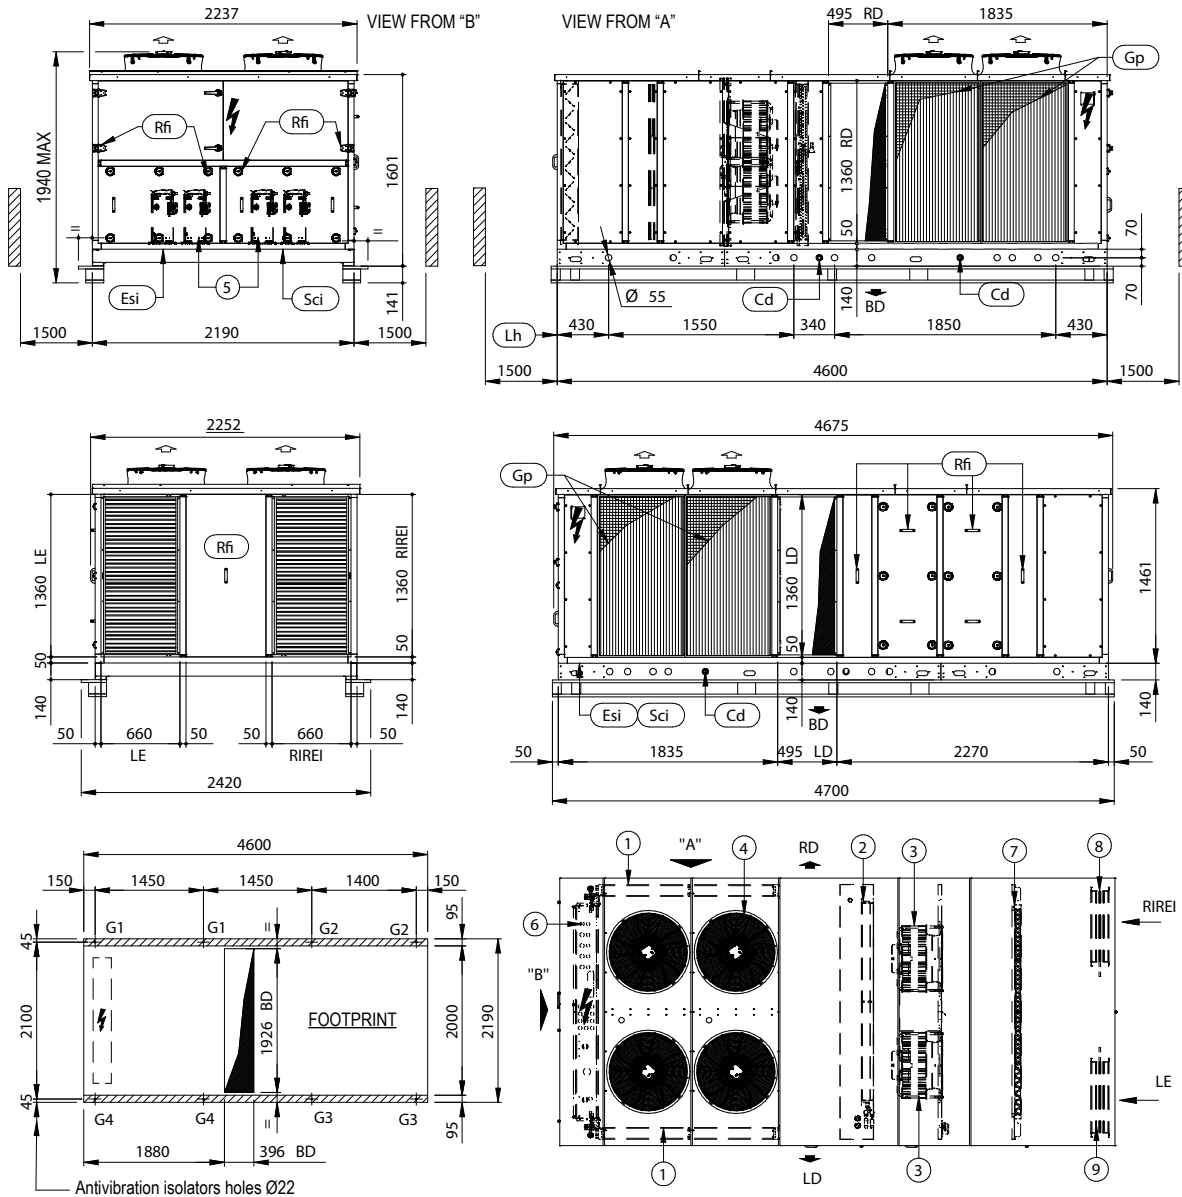 2237
VIEW FROM “B”
VIEW FROM “A”
495 RD
1835
Gp
Rfi
Rfi
1940 MAX
1601
1360 RD
50
=
=
70
Esi
5
Sci
Ø 55
Cd
Cd
141
140
BD
70
1500
2190
1500
Lh
430
1550
340
1850
430
1500
4600
1500
2252
4675
Gp
Rfi
Rfi
1360 LE
1360 RIREI
1360 LD
1461
50
50
50
140
140
Esi
Sci
Cd
140
BD
140
50
660
50
50
660
50
LE
RIREI
50
1835
495 LD
2270
50
2420
4700
4600
150
1450
1450
1400
150
95
G1
G1
=
G2
G2
45
2100
1926 BD
FOOTPRINT
2000
2190
45
G4
G4
=
G3
G3
95
1880
396 BD
Antivibration isolators holes Ø22
1
"A"
4
RD
2
3
7
8
6
RIREI
"B"
LE
1
LD
3
9